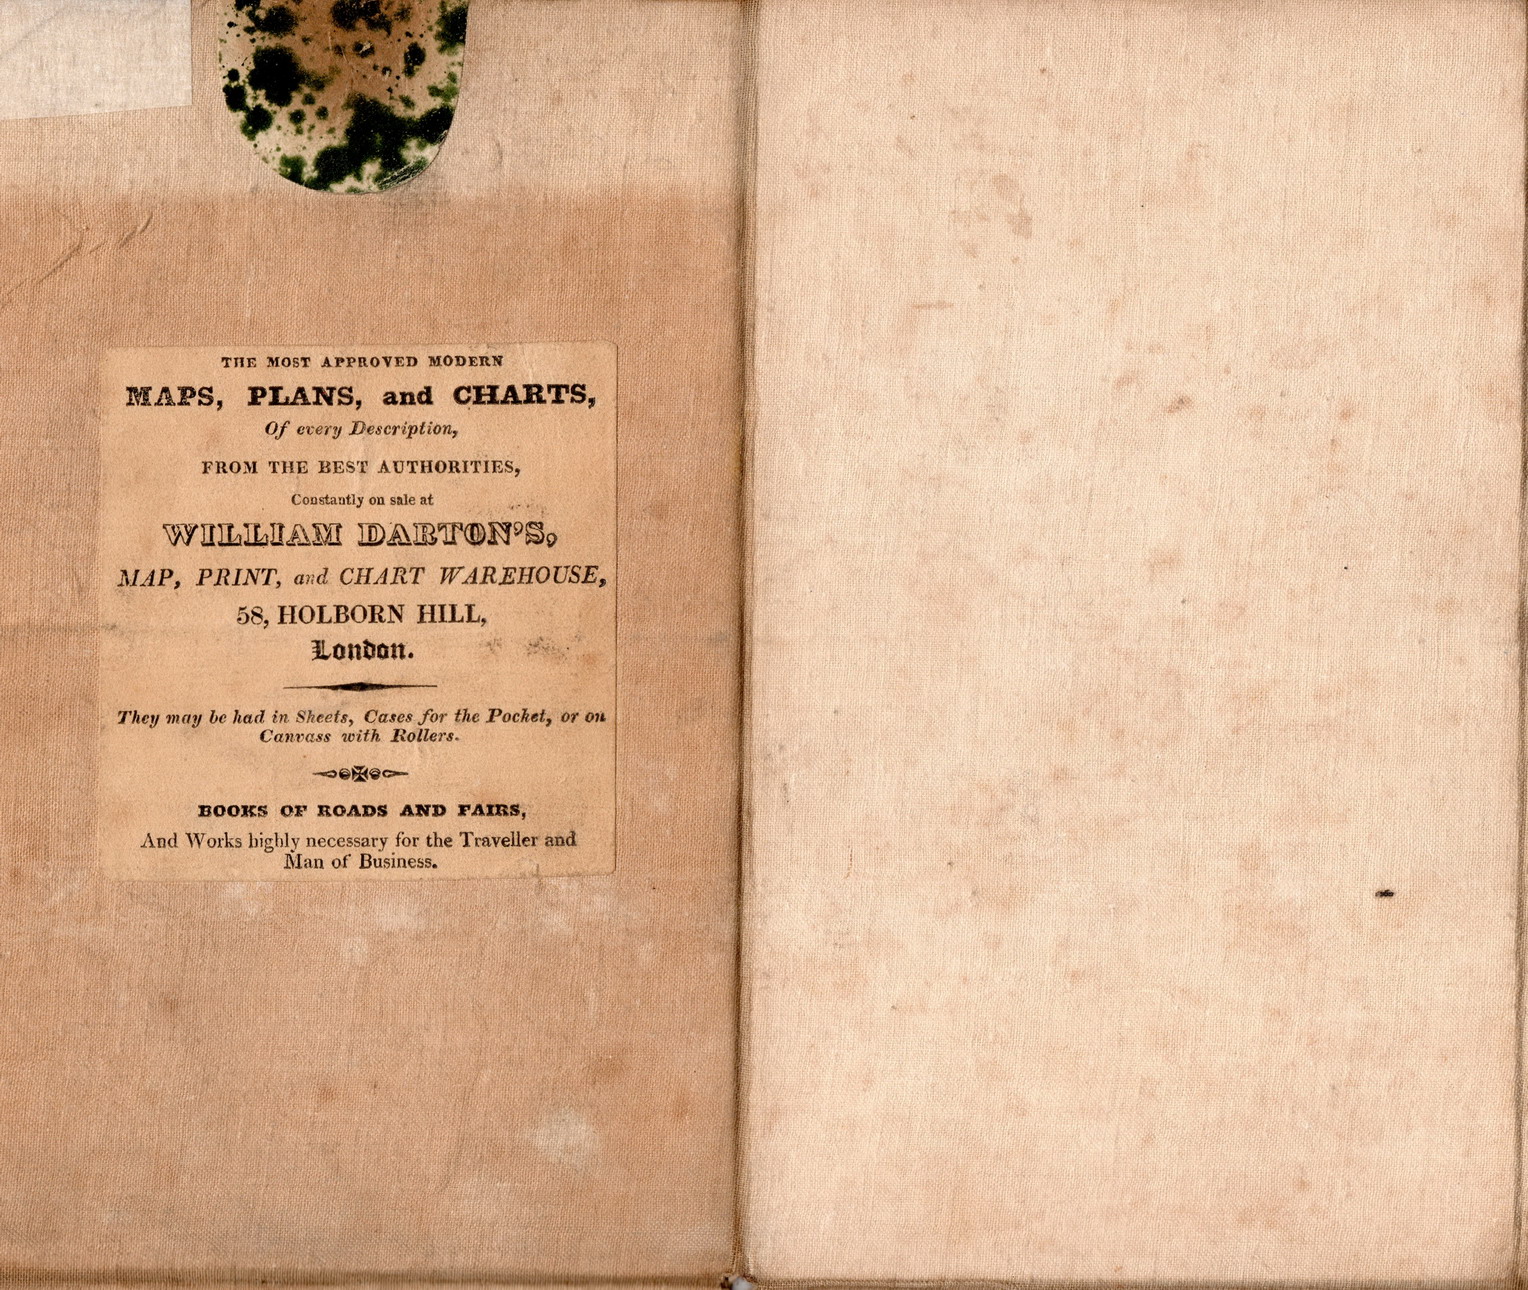 THE MOST APPROVED MODERN
MAPS, PLANS, and CHARTS,
Of every Description,
FROM THE BEST AUTHORITIES,
Constantly on sale at
WILLIAM DARTON'S,
MAP, PRINT, and CHART WAREHOUSE,
58, HOLBORN HILL,
London.
They may be had in Sheets, Cases for the Pocket, or on
Canvass with Rollers.
BOOKS OF ROADS AND FAIRS,
And Works highly necessary for the Traveller and
Man of Business.